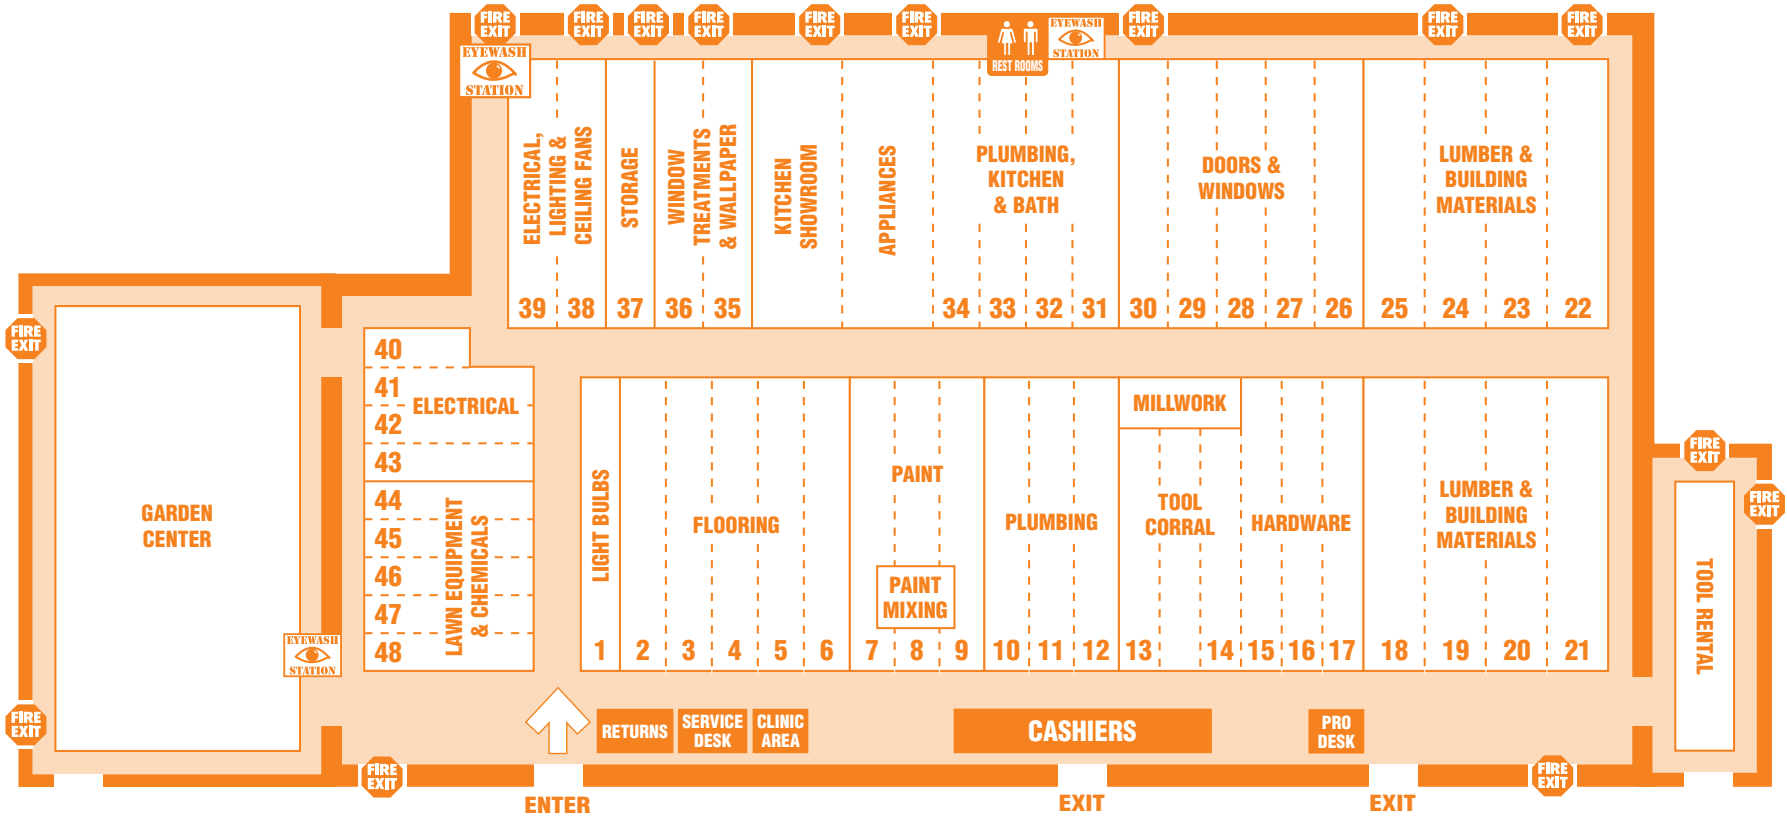 FIRE
EXIT
FIRE
EXIT
FIRE
EXIT
FIRE
EXIT
FIRE
EXIT
FIRE
EXIT
FIRE
EXIT
FIRE
EXIT
FIRE
EXIT
EYEWASH
STATION
REST ROOMS
EYEWASH
STATION
ELECTRICAL,
LIGHTING &
CEILING FANS
STORAGE
WINDOW
TREATMENTS
& WALLPAPER
KITCHEN
SHOWROOM
APPLIANCES
PLUMBING,
KITCHEN
& BATH
DOORS &
WINDOWS
LUMBER &
BUILDING
MATERIALS
39 38 37 36 35 34 33 32 31 30 29 28 27 26 25 24 23 22
FIRE
EXIT
GARDEN
CENTER
FIRE
EXIT
EYEWASH
STATION
40
41
ELECTRICAL
42
43
44
45
46
47
48
LAWN EQUIPMENT
& CHEMICALS
LIGHT BULBS
FLOORING
PAINT
PAINT
MIXING
PLUMBING
MILLWORK
TOOL
CORRAL
HARDWARE
LUMBER &
BUILDING
MATERIALS
1 2 3 4 5 6 7 8 9 10 11 12 13 14 15 16 17 18 19 20 21
FIRE
EXIT
FIRE
EXIT
TOOL RENTAL
RETURNS
SERVICE
DESK
CLINIC
AREA
CASHIERS
PRO
DESK
FIRE
EXIT
FIRE
EXIT
ENTER
EXIT
EXIT